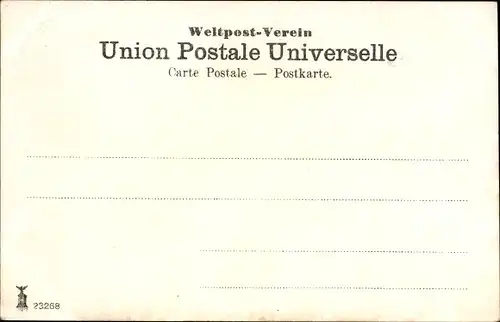 Weltpost-Verein
Union Postale Universelle
Carte Postale — Postkarte.
23268